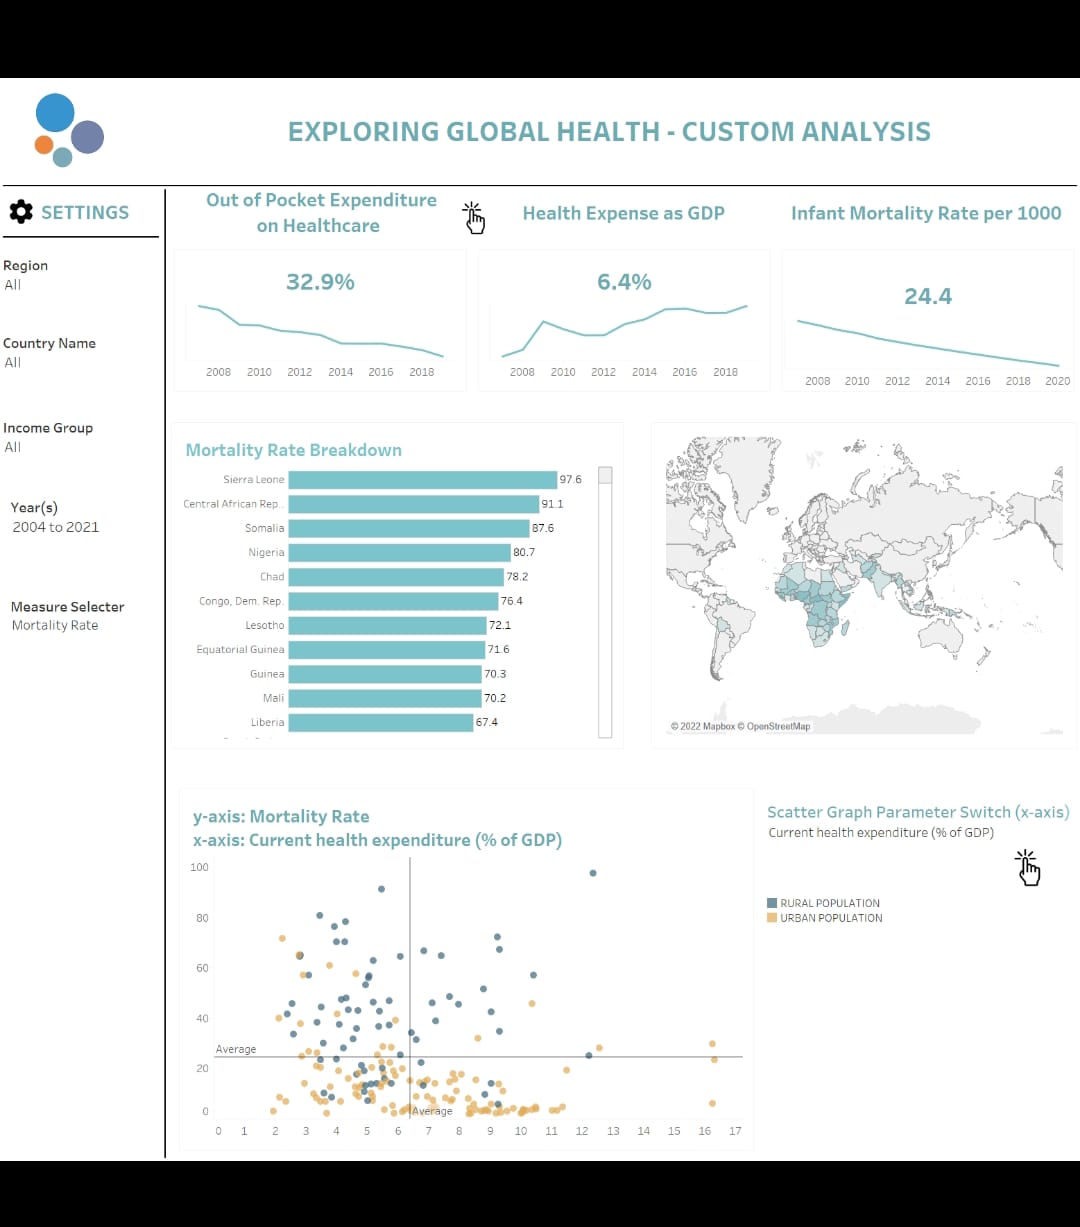 EXPLORING GLOBAL HEALTH - CUSTOM ANALYSIS
SETTINGS
Region
All
Country Name
All
Income Group
All
Year(s)
2004 to 2021
Measure Selecter
Mortality Rate
Out of Pocket Expenditure
on Healthcare
32.9%
2008 2010 2012 2014 2016 2018
Health Expense as GDP
6.4%
2008 2010 2012 2014 2016 2018
Infant Mortality Rate per 1000
24.4
2008 2010 2012 2014 2016 2018 2020
Mortality Rate Breakdown
Sierra Leone 97.6
Central African Rep.. 91.1
Somalia 87.6
Nigeria 80.7
Chad 78.2
Congo, Dem. Rep. 76.4
Lesotho 72.1
Equatorial Guinea 71.6
Guinea 70.3
Mali 70.2
Liberia 67.4
© 2022 Mapbox © OpenStreetMap
y-axis: Mortality Rate
x-axis: Current health expenditure (% of GDP)
100
80
60
40
Average
20
0
Average
0 1 2 3 4 5 6 7 8 9 10 11 12 13 14 15 16 17
Scatter Graph Parameter Switch (x-axis)
Current health expenditure (% of GDP)
RURAL POPULATION
URBAN POPULATION